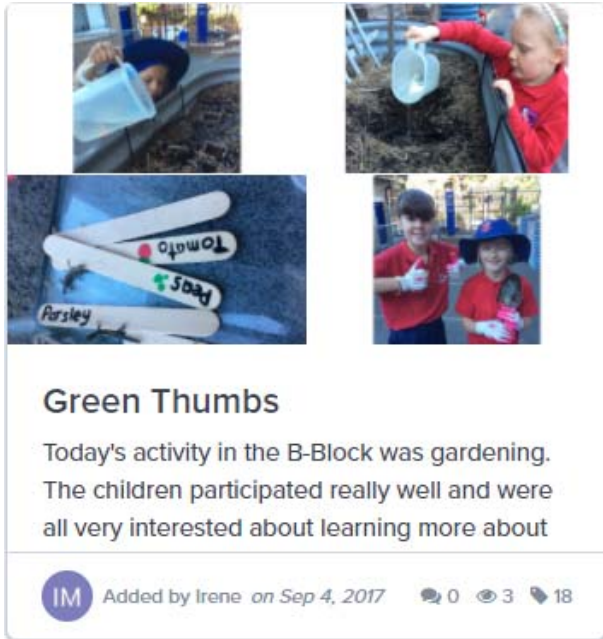 Tomato
Peas
Parsley
Green Thumbs
Today's activity in the B-Block was gardening.
The children participated really well and were
all very interested about learning more about
IM Added by Irene on Sep 4, 2017 0 3 18